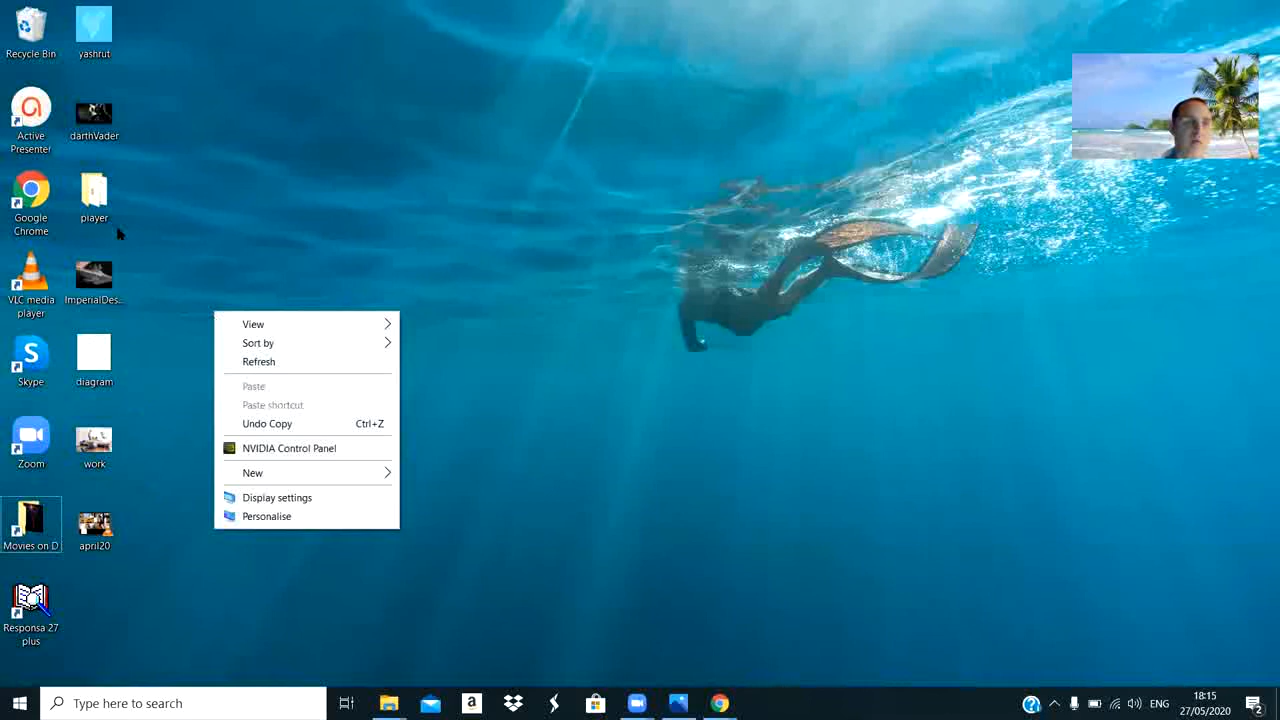 Recycle Bin
yashrut
Active
Presenter
darthVader
Google
Chrome
player
VLC media
player
ImperialDes...
Skype
diagram
Zoom
work
Movies on D
april20
Responsa 27
plus
View
Sort by
Refresh
Paste
Paste shortcut
Undo Copy Ctrl+Z
NVIDIA Control Panel
New
Display settings
Personalise
Type here to search
a
ENG
18:15
27/05/2020
2